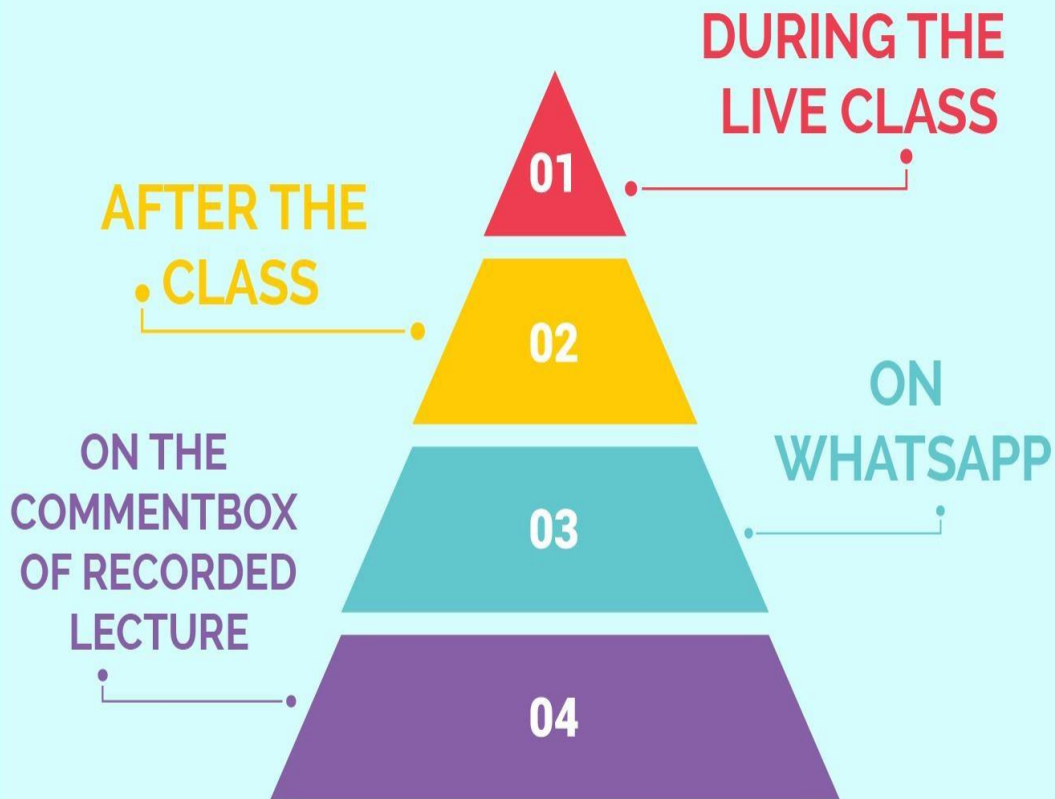 DURING THE
LIVE CLASS
01
AFTER THE
CLASS
02
ON
WHATSAPP
03
ON THE
COMMENTBOX
OF RECORDED
LECTURE
04